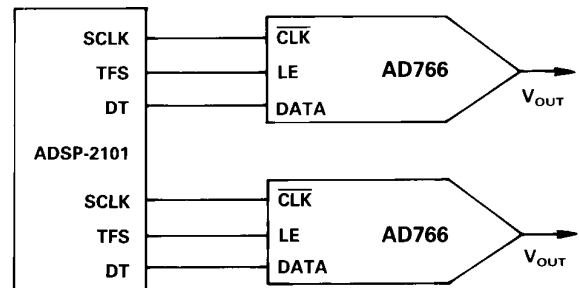 SCLK
CLK
TFS
LE
AD766
DT
DATA
VOUT
ADSP-2101
SCLK
CLK
TFS
LE
AD766
DT
DATA
VOUT